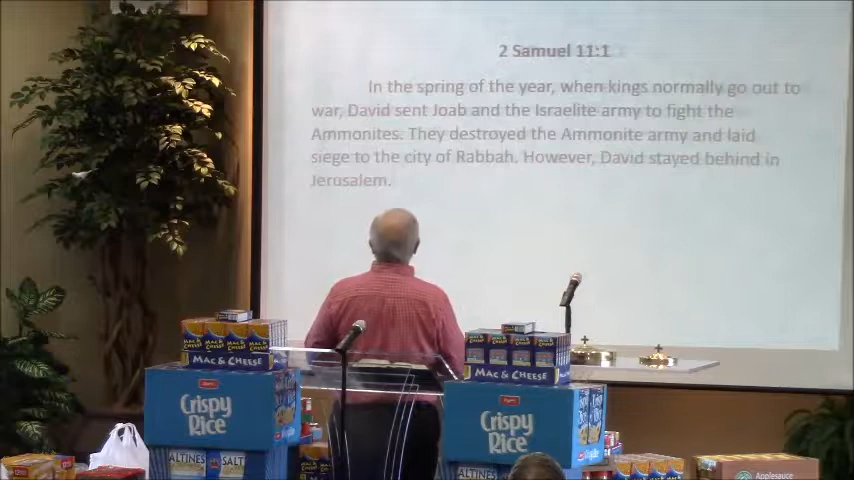 2 Samuel 11:1
In the spring of the year, when kings normally go out to
war, David sent Joab and the Israelite army to fight the
Ammonites. They destroyed the Ammonite army and laid
siege to the city of Rabbah. However, David stayed behind in
Jerusalem.
MAC & CHEESE
MAC & CHEESE
Crispy
Rice
Crispy
Rice
ALTINES
SALT
ALTINES
Applesauce